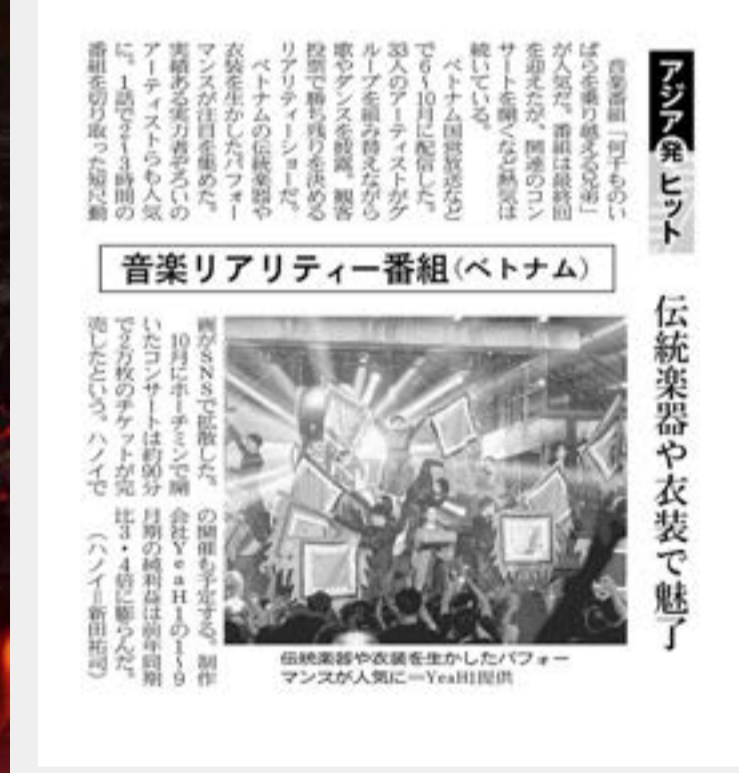 アジア発ヒット
伝統楽器や衣装で魅了
音楽リアリティー番組(ベトナム)
音楽番組「何千ものい
ばらを乗り越える兄弟」
が人気だ。番組は最終回
を迎えたが、関連のコン
サートを開くなど熱気は
続いている。
ベトナム国営放送など
で6~10月に配信した。
33人のアーティストがグ
ループを組み替えながら
歌やダンスを披露。観客
投票で勝ち残りを決める
リアリティーショーだ。
ベトナムの伝統楽器や
衣装を生かしたパフォー
マンスが注目を集めた。
実績ある実力者ぞろいの
アーティストらも人気
に。1話で2~3時間の
番組を切り取った短尺動
画がSNSで拡散した。
10月にホーチミンで開
いたコンサートは約90分
で2万枚のチケットが完
売したという。ハノイで
の開催も予定する。制作
会社YeaH1の1~9
月期の純利益は前年同期
比3・4倍に膨らんだ。
(ハノイ=新田祐司)
伝統楽器や衣装を生かしたパフォー
マンスが人気に=YeaH1提供